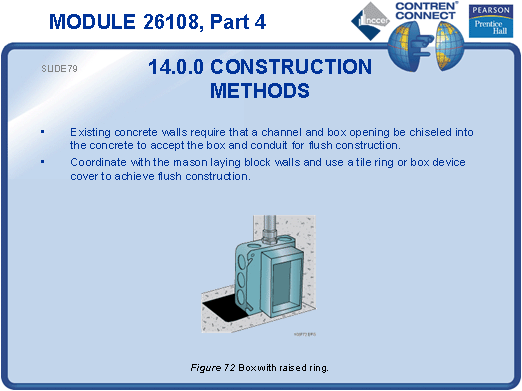 MODULE 26108, Part 4
nccer
CONTREN®
CONNECT
PEARSON
Prentice
Hall
SLIDE 79
14.0.0 CONSTRUCTION
METHODS
• Existing concrete walls require that a channel and box opening be chiseled into
the concrete to accept the box and conduit for flush construction.
• Coordinate with the mason laying block walls and use a tile ring or box device
cover to achieve flush construction.
Figure 72 Box with raised ring.